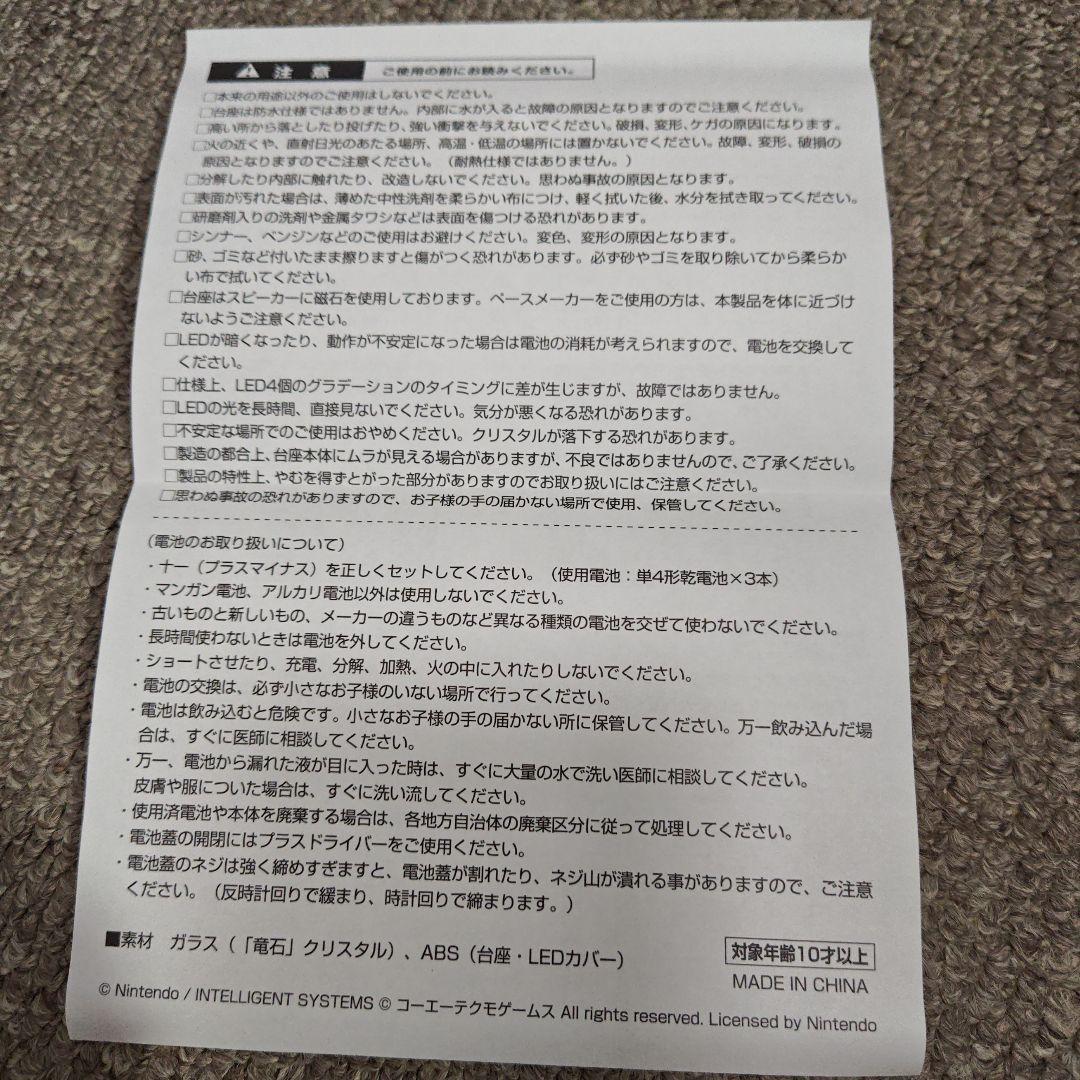 ⚠ 注意 ご使用の前にお読みください。
□本来の用途以外のご使用はしないでください。
□台座は防水仕様ではありません。内部に水が入ると故障の原因となりますのでご注意ください。
□高い所から落としたり投げたり、強い衝撃を与えないでください。破損、変形、ケガの原因になります。
□火の近くや、直射日光のあたる場所、高温・低温の場所には置かないでください。故障、変形、破損の
原因となりますのでご注意ください。（耐熱仕様ではありません。）
□分解したり内部に触れたり、改造しないでください。思わぬ事故の原因となります。
□表面が汚れた場合は、薄めた中性洗剤を柔らかい布につけ、軽く拭いた後、水分を拭き取ってください。
□研磨剤入りの洗剤や金属タワシなどは表面を傷つける恐れがあります。
□シンナー、ベンジンなどのご使用はお避けください。変色、変形の原因となります。
□砂、ゴミなど付いたまま擦りますと傷がつく恐れがあります。必ず砂やゴミを取り除いてから柔らか
い布で拭いてください。
□台座はスピーカーに磁石を使用しております。ペースメーカーをご使用の方は、本製品を体に近づけ
ないようご注意ください。
□LEDが暗くなったり、動作が不安定になった場合は電池の消耗が考えられますので、電池を交換して
ください。
□仕様上、LED4個のグラデーションのタイミングに差が生じますが、故障ではありません。
□LEDの光を長時間、直接見ないでください。気分が悪くなる恐れがあります。
□不安定な場所でのご使用はおやめください。クリスタルが落下する恐れがあります。
□製造の都合上、台座本体にムラが見える場合がありますが、不良ではありませんので、ご了承ください。
□製品の特性上、やむを得ずとがった部分がありますのでお取り扱いにはご注意ください。
□思わぬ事故の恐れがありますので、お子様の手の届かない場所で使用、保管してください。
（電池のお取り扱いについて）
・＋－（プラスマイナス）を正しくセットしてください。（使用電池：単4形乾電池×3本）
・マンガン電池、アルカリ電池以外は使用しないでください。
・古いものと新しいもの、メーカーの違うものなど異なる種類の電池を交ぜて使わないでください。
・長時間使わないときは電池を外してください。
・ショートさせたり、充電、分解、加熱、火の中に入れたりしないでください。
・電池の交換は、必ず小さなお子様のいない場所で行ってください。
・電池は飲み込むと危険です。小さなお子様の手の届かない所に保管してください。万一飲み込んだ場
合は、すぐに医師に相談してください。
・万一、電池から漏れた液が目に入った時は、すぐに大量の水で洗い医師に相談してください。
皮膚や服についた場合は、すぐに洗い流してください。
・使用済電池や本体を廃棄する場合は、各地方自治体の廃棄区分に従って処理してください。
・電池蓋の開閉にはプラスドライバーをご使用ください。
・電池蓋のネジは強く締めすぎますと、電池蓋が割れたり、ネジ山が潰れる事がありますので、ご注意
ください。（反時計回りで緩まり、時計回りで締まります。）
■素材 ガラス（「竜石」クリスタル）、ABS（台座・LEDカバー）
対象年齢10才以上
MADE IN CHINA
© Nintendo / INTELLIGENT SYSTEMS © コーエーテクモゲームス All rights reserved. Licensed by Nintendo